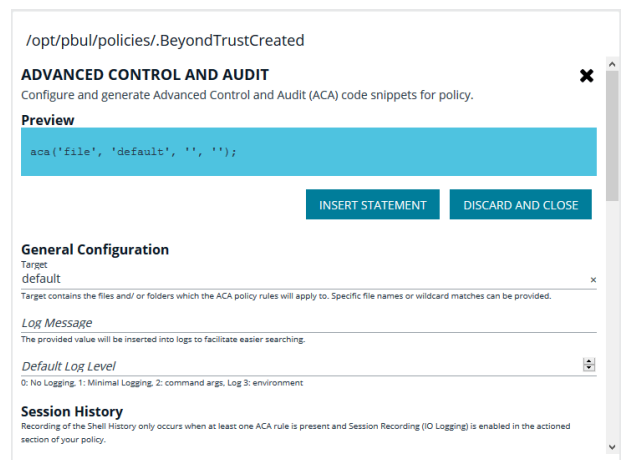 /opt/pbul/policies/.BeyondTrustCreated
ADVANCED CONTROL AND AUDIT
Configure and generate Advanced Control and Audit (ACA) code snippets for policy.
Preview
aca('file', 'default', '', '');
INSERT STATEMENT DISCARD AND CLOSE
General Configuration
Target
default
Target contains the files and/ or folders which the ACA policy rules will apply to. Specific file names or wildcard matches can be provided.
Log Message
The provided value will be inserted into logs to facilitate easier searching.
Default Log Level
0: No Logging, 1: Minimal Logging, 2: command args, Log 3: environment
Session History
Recording of the Shell History only occurs when at least one ACA rule is present and Session Recording (IO Logging) is enabled in the actioned
section of your policy.